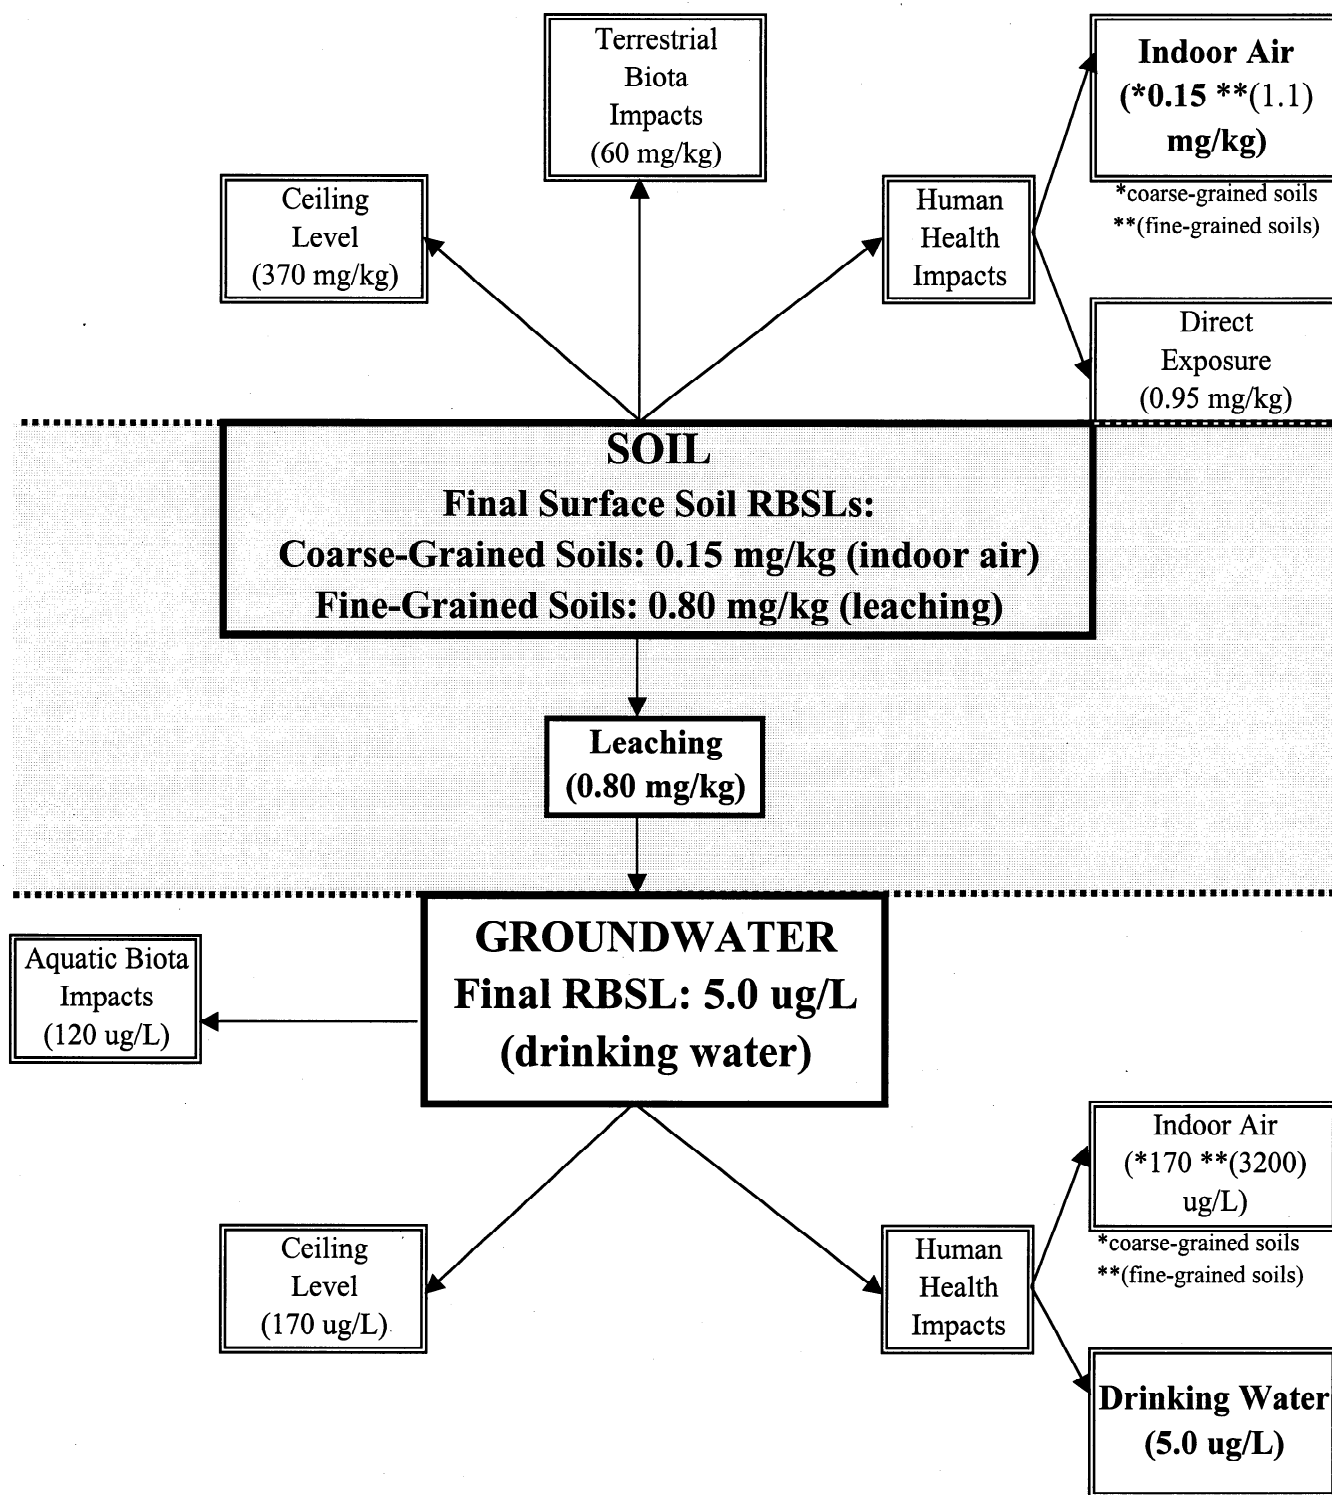 Terrestrial
Biota
Impacts
(60 mg/kg)
Indoor Air
(*0.15 **(1.1)
mg/kg)
*coarse-grained soils
**(fine-grained soils)
Ceiling
Level
(370 mg/kg)
Human
Health
Impacts
Direct
Exposure
(0.95 mg/kg)
SOIL
Final Surface Soil RBSLs:
Coarse-Grained Soils: 0.15 mg/kg (indoor air)
Fine-Grained Soils: 0.80 mg/kg (leaching)
Leaching
(0.80 mg/kg)
GROUNDWATER
Final RBSL: 5.0 ug/L
(drinking water)
Aquatic Biota
Impacts
(120 ug/L)
Indoor Air
(*170 **(3200)
ug/L)
*coarse-grained soils
**(fine-grained soils)
Ceiling
Level
(170 ug/L)
Human
Health
Impacts
Drinking Water
(5.0 ug/L)